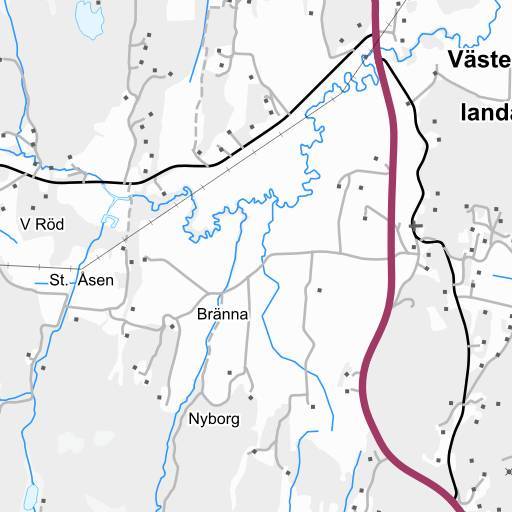 Väste
landa
V Röd
St. Åsen
Bränna
Nyborg